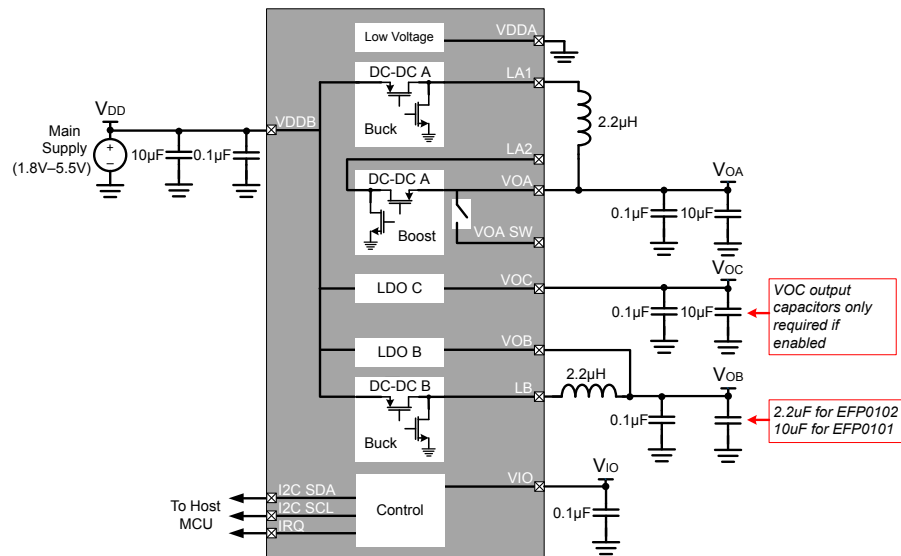 Low Voltage
VDDA
DC-DC A
LA1
Buck
2.2µH
VDD
VDDB
Main
Supply
(1.8V–5.5V)
+
–
10µF
0.1µF
LA2
DC-DC A
VOA
VOA
Boost
VOA SW
0.1µF
10µF
LDO C
VOC
VOC
0.1µF
10µF
VOC output
capacitors only
required if
enabled
LDO B
VOB
2.2µH
VOB
DC-DC B
LB
Buck
0.1µF
2.2uF for EFP0102
10uF for EFP0101
I2C SDA
I2C SCL
IRQ
To Host
MCU
Control
VIO
VIO
0.1µF